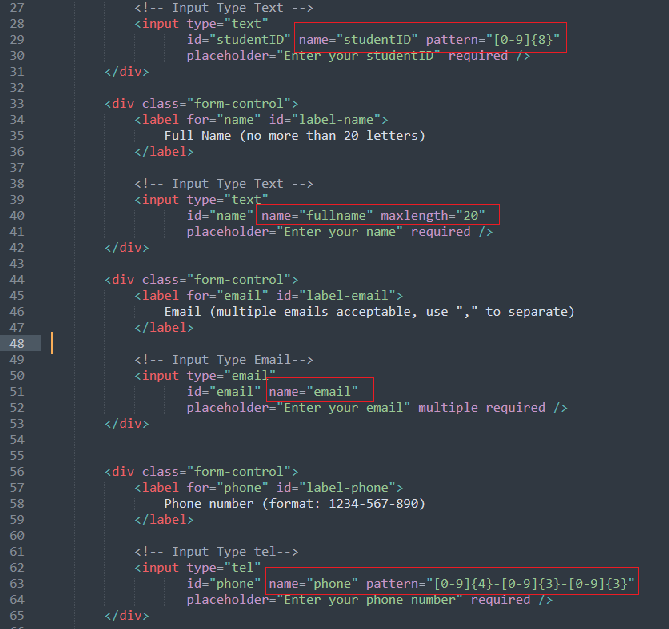 27 <!-- Input Type Text -->
28 <input type="text"
29 id="studentID" name="studentID" pattern="[0-9]{8}"
30 placeholder="Enter your studentID" required />
31 </div>
32
33 <div class="form-control">
34 <label for="name" id="label-name">
35 Full Name (no more than 20 letters)
36 </label>
37
38 <!-- Input Type Text -->
39 <input type="text"
40 id="name" name="fullname" maxlength="20"
41 placeholder="Enter your name" required />
42 </div>
43
44 <div class="form-control">
45 <label for="email" id="label-email">
46 Email (multiple emails acceptable, use "," to separate)
47 </label>
48
49 <!-- Input Type Email-->
50 <input type="email"
51 id="email" name="email"
52 placeholder="Enter your email" multiple required />
53 </div>
54
55
56 <div class="form-control">
57 <label for="phone" id="label-phone">
58 Phone number (format: 1234-567-890)
59 </label>
60
61 <!-- Input Type tel-->
62 <input type="tel"
63 id="phone" name="phone" pattern="[0-9]{4}-[0-9]{3}-[0-9]{3}"
64 placeholder="Enter your phone number" required />
65 </div>